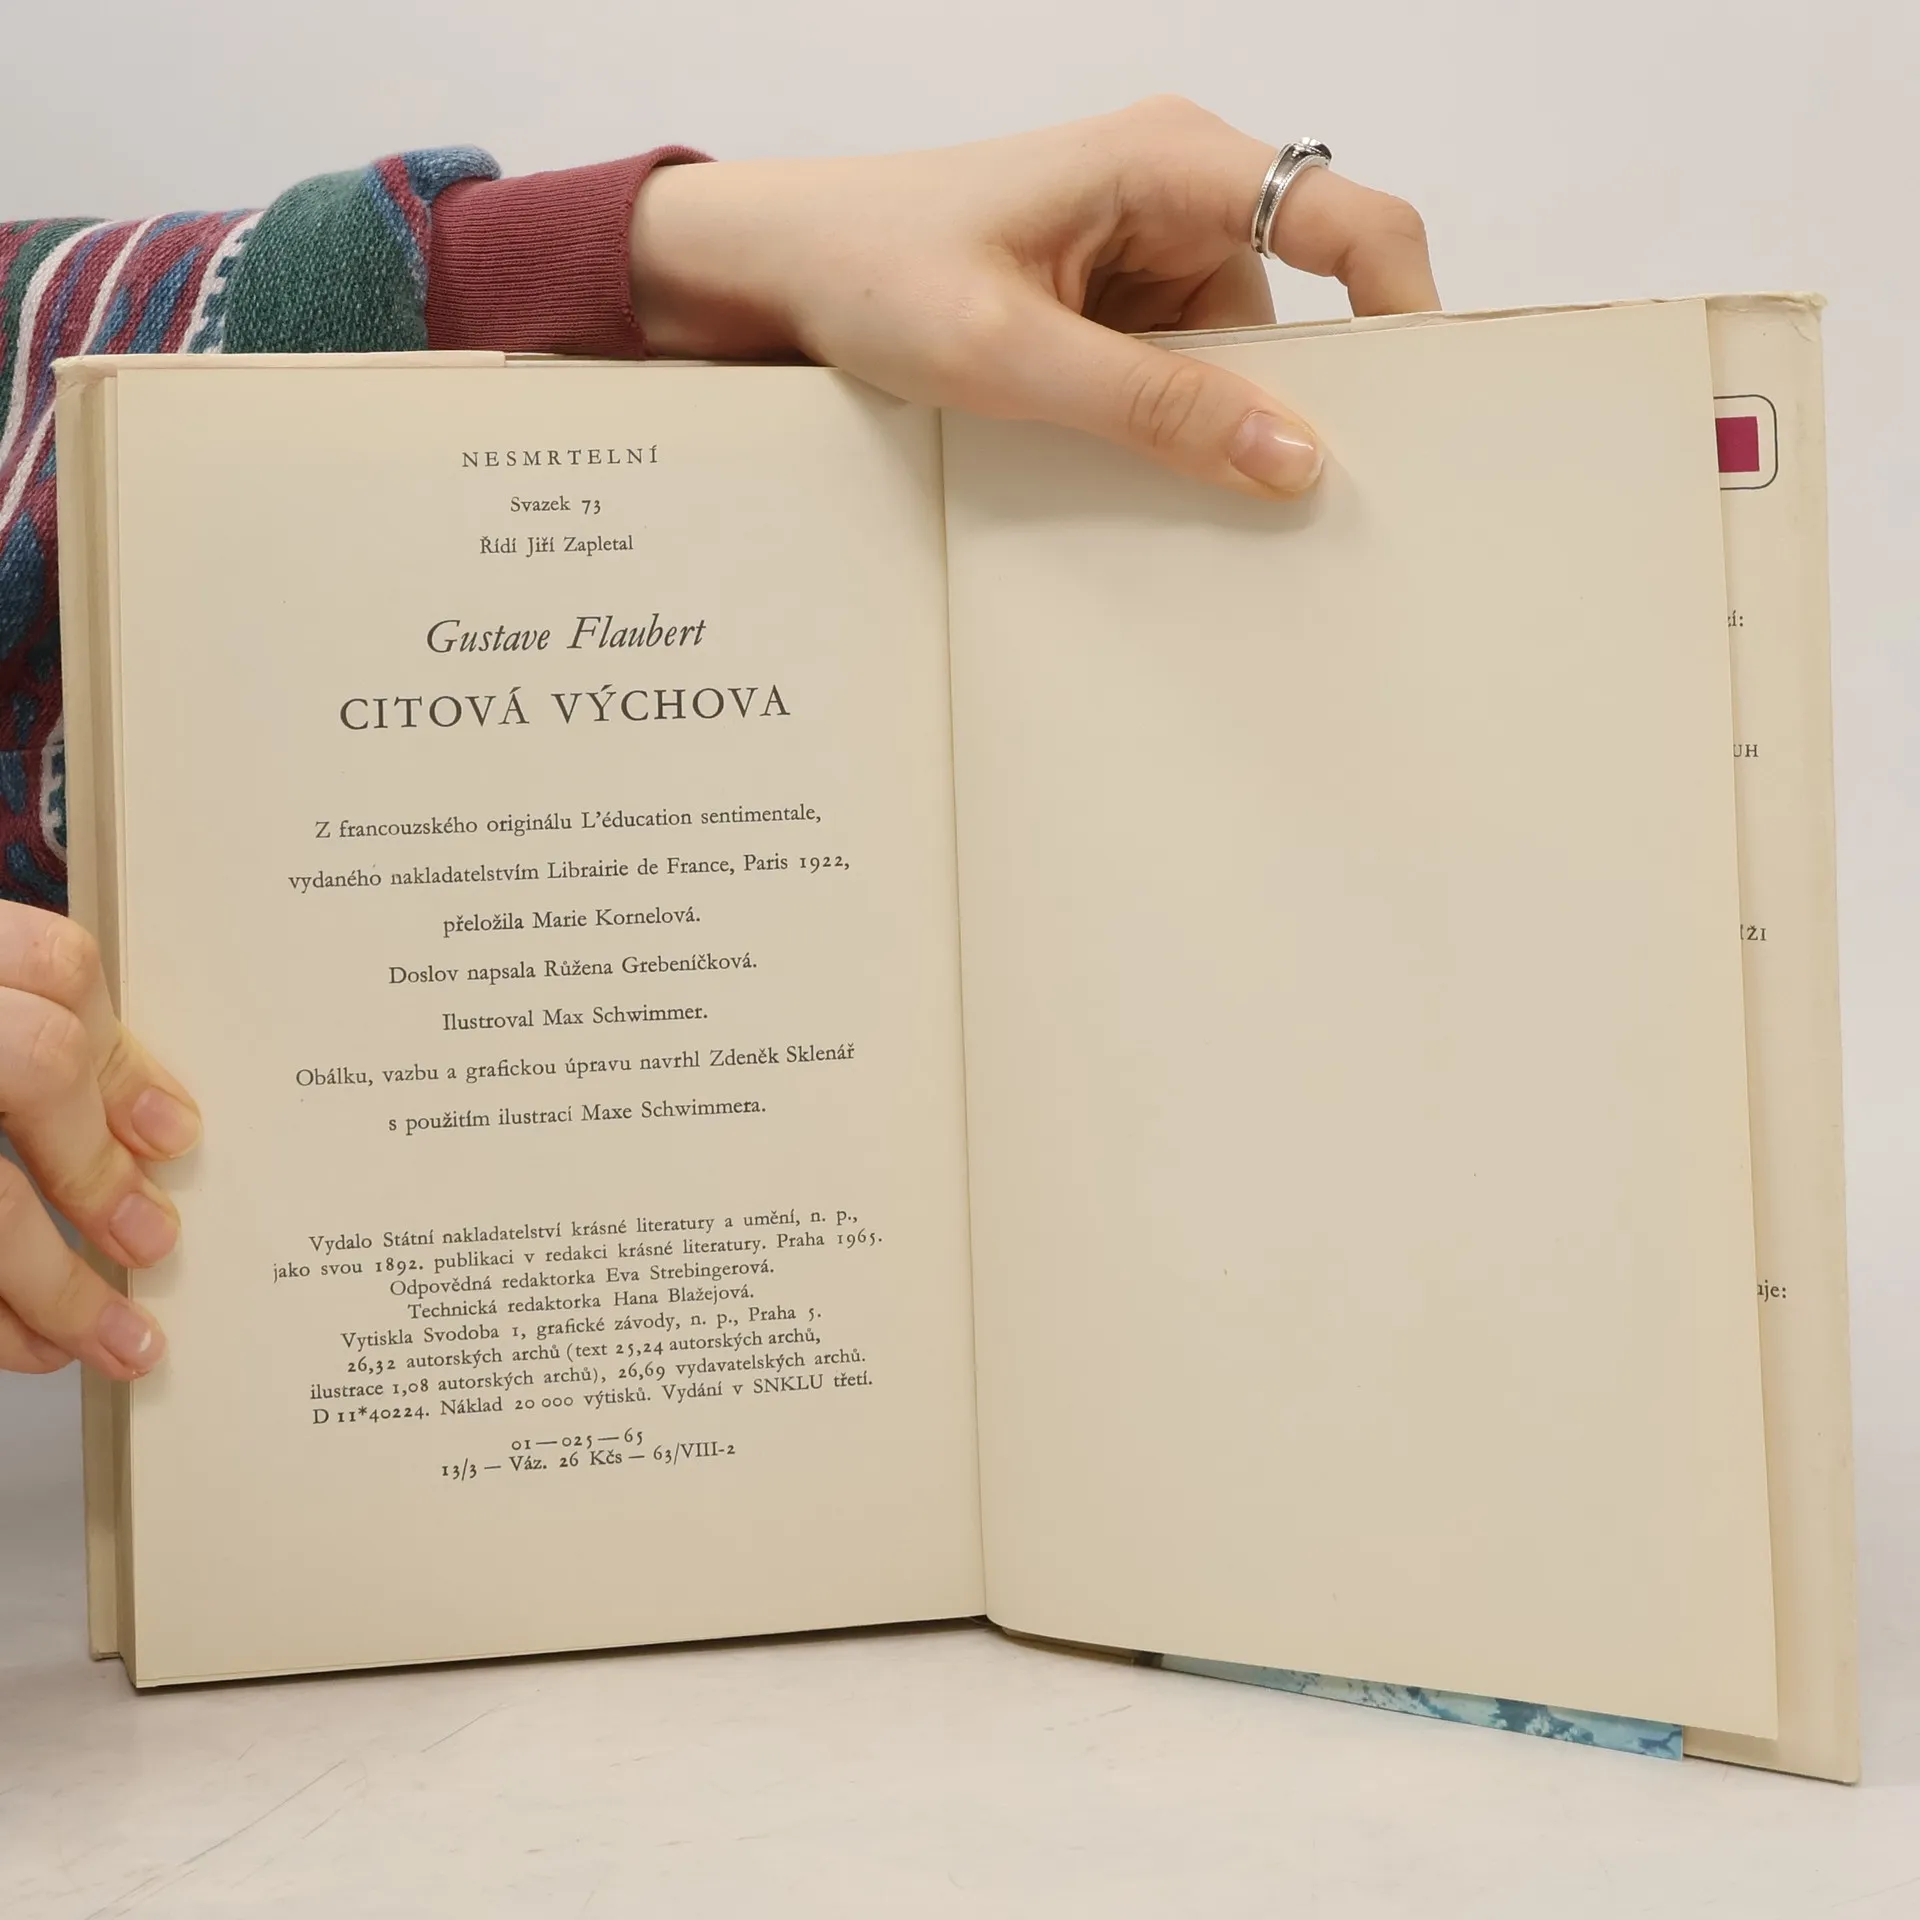 NESMRTELNÍ
Svazek 73
Řídí Jiří Zapletal
Gustave Flaubert
CITOVÁ VÝCHOVA
Z francouzského originálu L’éducation sentimentale,
vydaného nakladatelstvím Librairie de France, Paris 1922,
přeložila Marie Kornelová.
Doslov napsala Růžena Grebeníčková.
Ilustroval Max Schwimmer.
Obálku, vazbu a grafickou úpravu navrhl Zdeněk Sklenář
s použitím ilustrací Maxe Schwimmera.
Vydalo Státní nakladatelství krásné literatury a umění, n. p.,
jako svou 1892. publikaci v redakci krásné literatury. Praha 1965.
Odpovědná redaktorka Eva Strebingerová.
Technická redaktorka Hana Blažejová.
Vytiskla Svodoba 1, grafické závody, n. p., Praha 5.
26,32 autorských archů (text 25,24 autorských archů,
ilustrace 1,08 autorských archů), 26,69 vydavatelských archů.
D 11*40224. Náklad 20 000 výtisků. Vydání v SNKLU třetí.
01—025—65
13/3 — Váz. 26 Kčs — 63/VIII-2